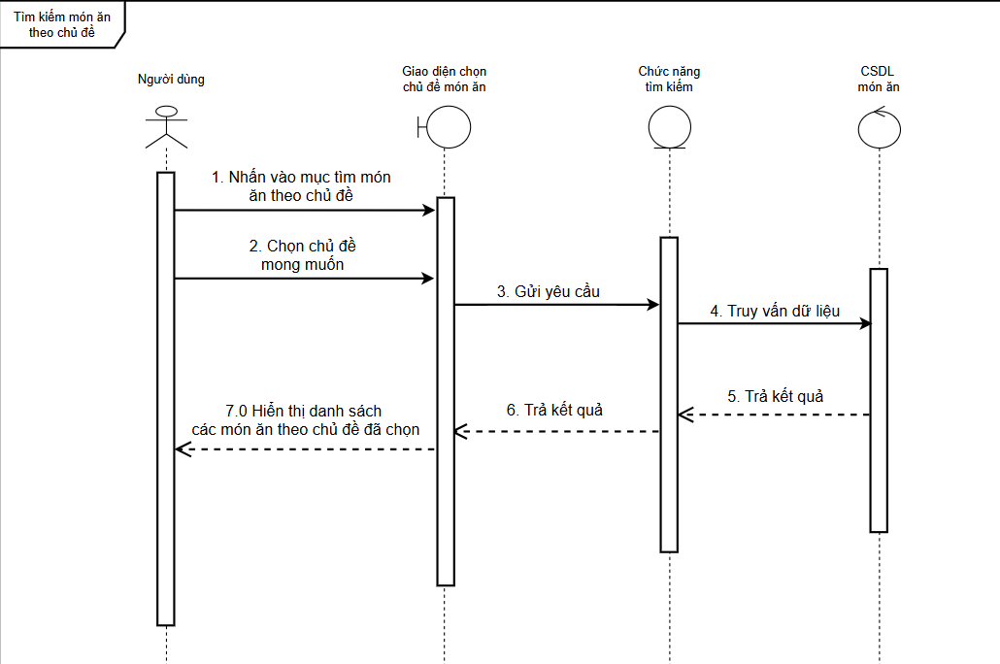 Tìm kiếm món ăn
theo chủ đề
Người dùng
Giao diện chọn
chủ đề món ăn
Chức năng
tìm kiếm
CSDL
món ăn
1. Nhấn vào mục tìm món
ăn theo chủ đề
2. Chọn chủ đề
mong muốn
3. Gửi yêu cầu
4. Truy vấn dữ liệu
5. Trả kết quả
6. Trả kết quả
7.0 Hiển thị danh sách
các món ăn theo chủ đề đã chọn